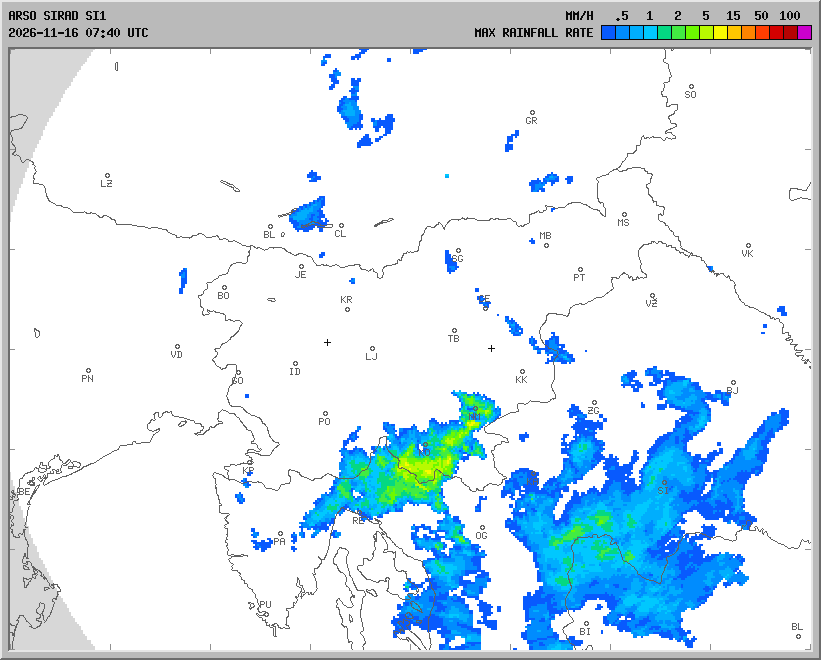 ARSO SIRAD SI1
MM/H .5 1 2 5 15 50 100
2026-11-16 07:40 UTC
MAX RAINFALL RATE
SO
GR
LZ
MS
BL
CL
MB
VK
SG
JE
PT
BO
KR
VZ
TB
VD
LJ
ID
PN
GO
KK
BJ
ZG
PO
KP
BE
SI
RE
OG
PA
PU
BI
BL